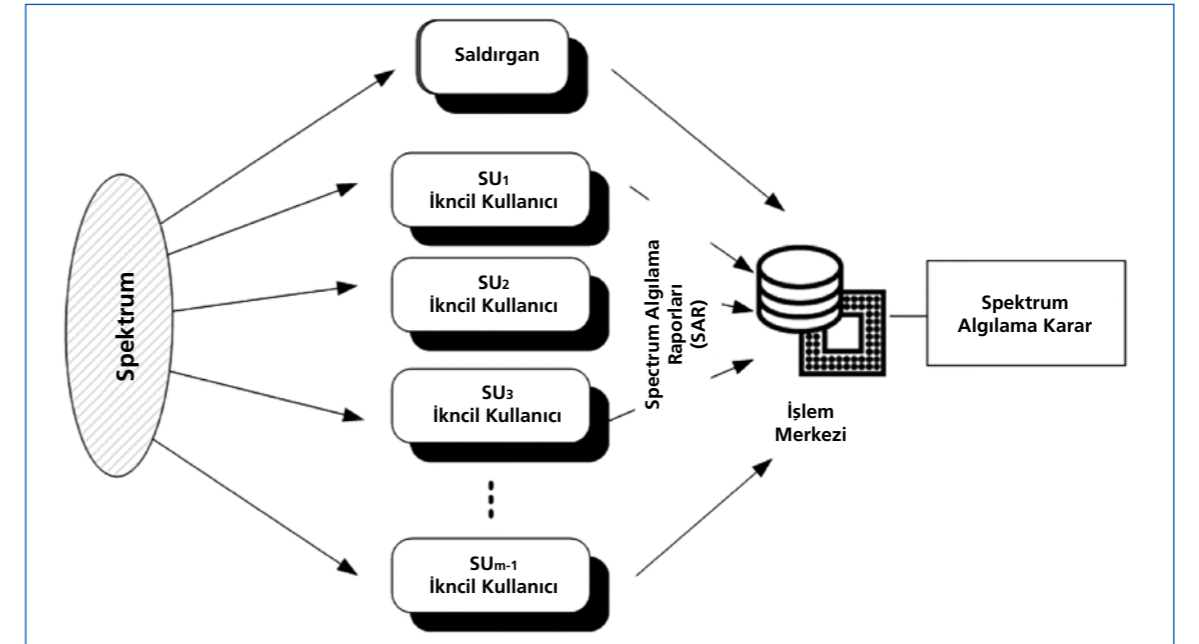 Saldırgan
SU1
İkncil Kullanıcı
SU2
İkncil Kullanıcı
SU3
İkncil Kullanıcı
SUm-1
İkncil Kullanıcı
Spektrum
Spectrum Algılama
Raporları
(SAR)
İşlem
Merkezi
Spektrum
Algılama Karar